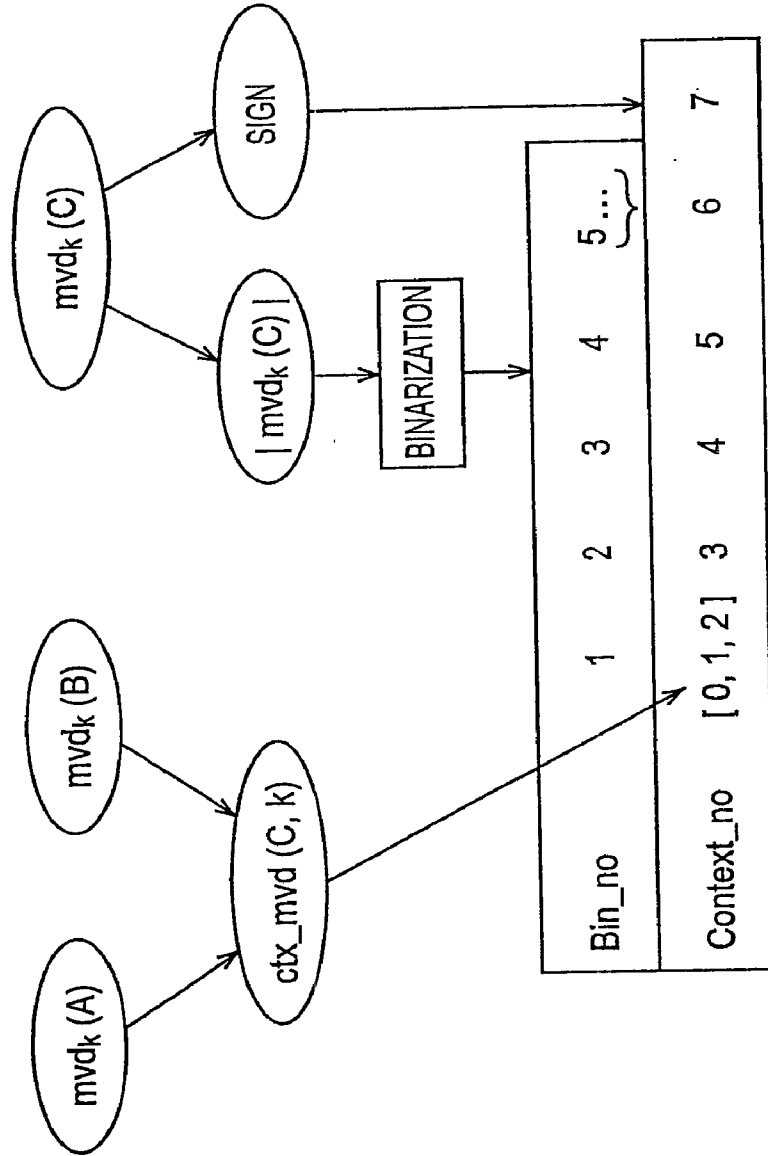 mvdk (A)
mvdk (B)
mvdk (C)
ctx_mvd (C, k)
| mvdk (C) |
SIGN
BINARIZATION
Bin_no 1 2 3 4 5...
Context_no [ 0, 1, 2 ] 3 4 5 6 7